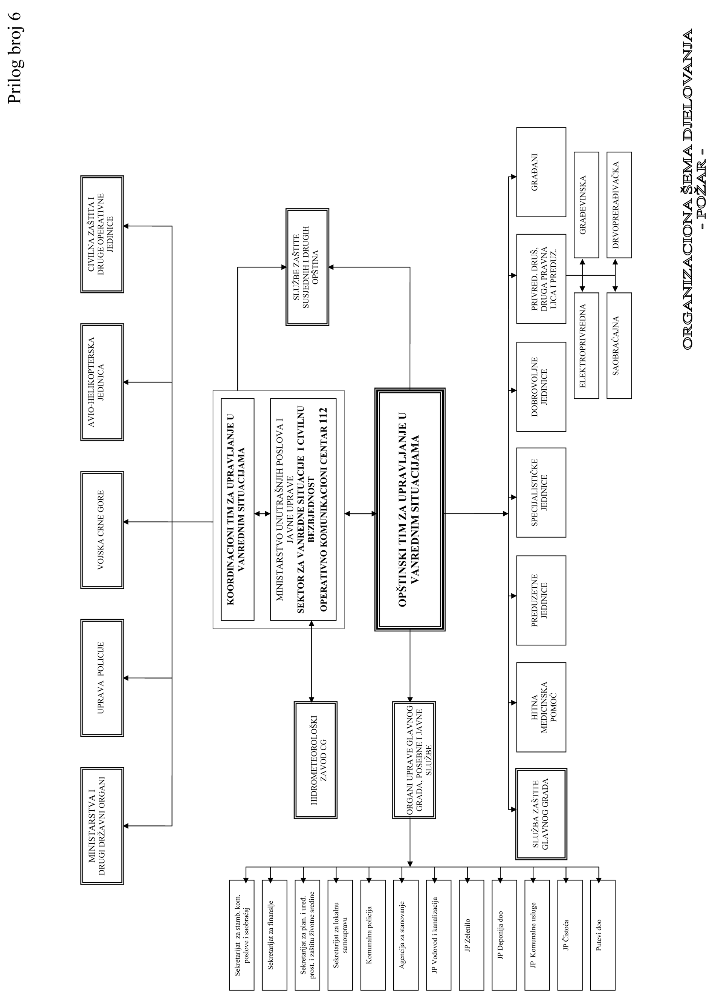 Prilog broj 6
MINISTARSTVA I
DRUGI DRŽAVNI ORGANI
UPRAVA POLICIJE
VOJSKA CRNE GORE
AVIO-HELIKOPTERSKA
JEDINICA
CIVILNA ZAŠTITA I
DRUGE OPERATIVNE
JEDINICE
KOORDINACIONI TIM ZA UPRAVLJANJE U
VANREDNIM SITUACIJAMA
MINISTARSTVO UNUTRAŠNJIH POSLOVA I
JAVNE UPRAVE
SEKTOR ZA VANREDNE SITUACIJE I CIVILNU
BEZBJEDNOST
OPERATIVNO KOMUNIKACIONI CENTAR 112
HIDROMETEOROLOŠKI
ZAVOD CG
SLUŽBE ZAŠTITE
SUSJEDNIH I DRUGIH
OPŠTINA
OPŠTINSKI TIM ZA UPRAVLJANJE U
VANREDNIM SITUACIJAMA
ORGANI UPRAVE GLAVNOG
GRADA, POSEBNE I JAVNE
SLUŽBE
Sekretarijat za stamb. kom.
poslove i saobraćaj
Sekretarijat za finansije
Sekretarijat za plan. i uređ.
prost. i zaštitu životne sredine
Sekretarijat za lokalnu
samoupravu
Komunalna policija
Agencija za stanovanje
JP Vodovod i kanalizacija
JP Zelenilo
JP Deponija doo
JP Komunalne usluge
JP Čistoća
Putevi doo
SLUŽBA ZAŠTITE
GLAVNOG GRADA
HITNA
MEDICINSKA
POMOĆ
PREDUZETNE
JEDINICE
SPECIJALISTIČKE
JEDINICE
DOBROVOLJNE
JEDINICE
PRIVRED. DRUŠ,
DRUGA PRAVNA
LICA I PREDUZ.
GRAĐANI
ELEKTROPRIVREDNA
GRAĐEVINSKA
SAOBRAĆAJNA
DRVOPRERAĐIVAČKA
ORGANIZACIONA ŠEMA DJELOVANJA
- POŽAR -